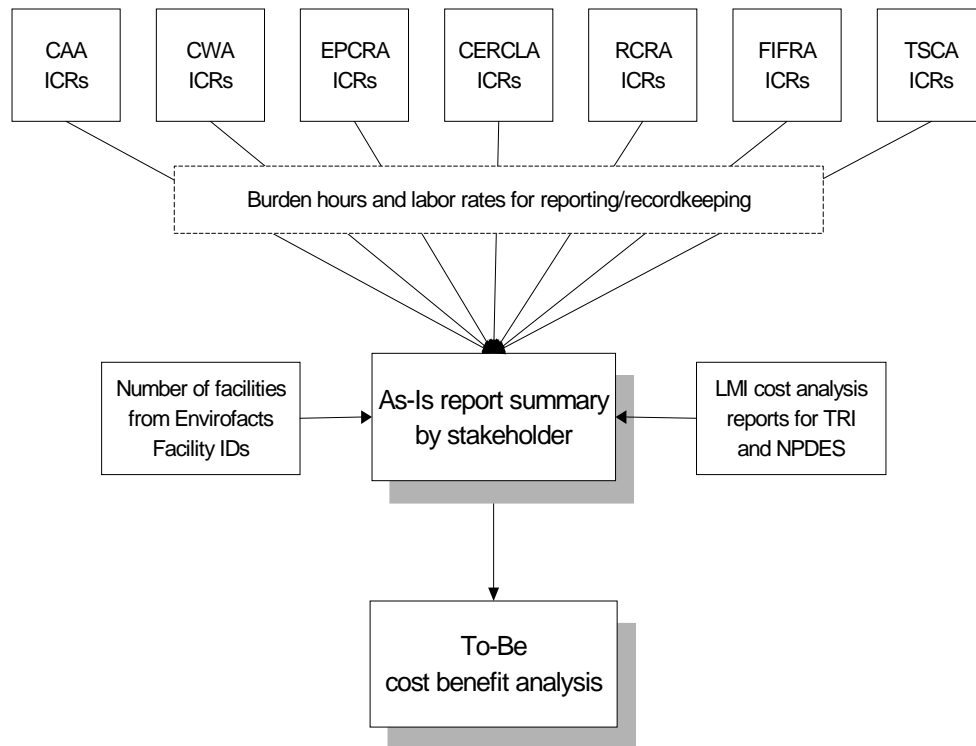 CAA
ICRs
CWA
ICRs
EPCRA
ICRs
CERCLA
ICRs
RCRA
ICRs
FIFRA
ICRs
TSCA
ICRs
Burden hours and labor rates for reporting/recordkeeping
Number of facilities
from Envirofacts
Facility IDs
As-Is report summary
by stakeholder
LMI cost analysis
reports for TRI
and NPDES
To-Be
cost benefit analysis